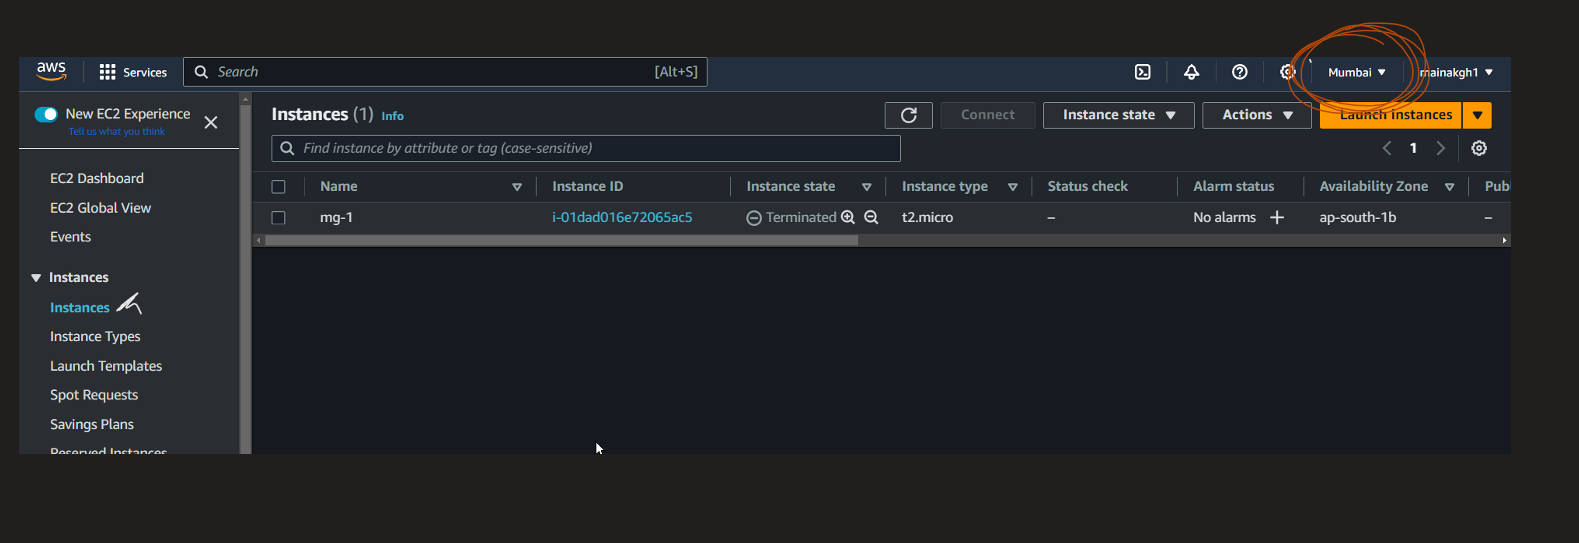 aws
Services
Search [Alt+S]
Mumbai
mainakgh1
New EC2 Experience
Tell us what you think
EC2 Dashboard
EC2 Global View
Events
Instances
Instances
Instance Types
Launch Templates
Spot Requests
Savings Plans
Reserved Instances
Instances (1) Info
Connect
Instance state
Actions
Launch instances
Find instance by attribute or tag (case-sensitive)
1
Name Instance ID Instance state Instance type Status check Alarm status Availability Zone Pub
mg-1 i-01dad016e72065ac5 Terminated t2.micro – No alarms ap-south-1b –